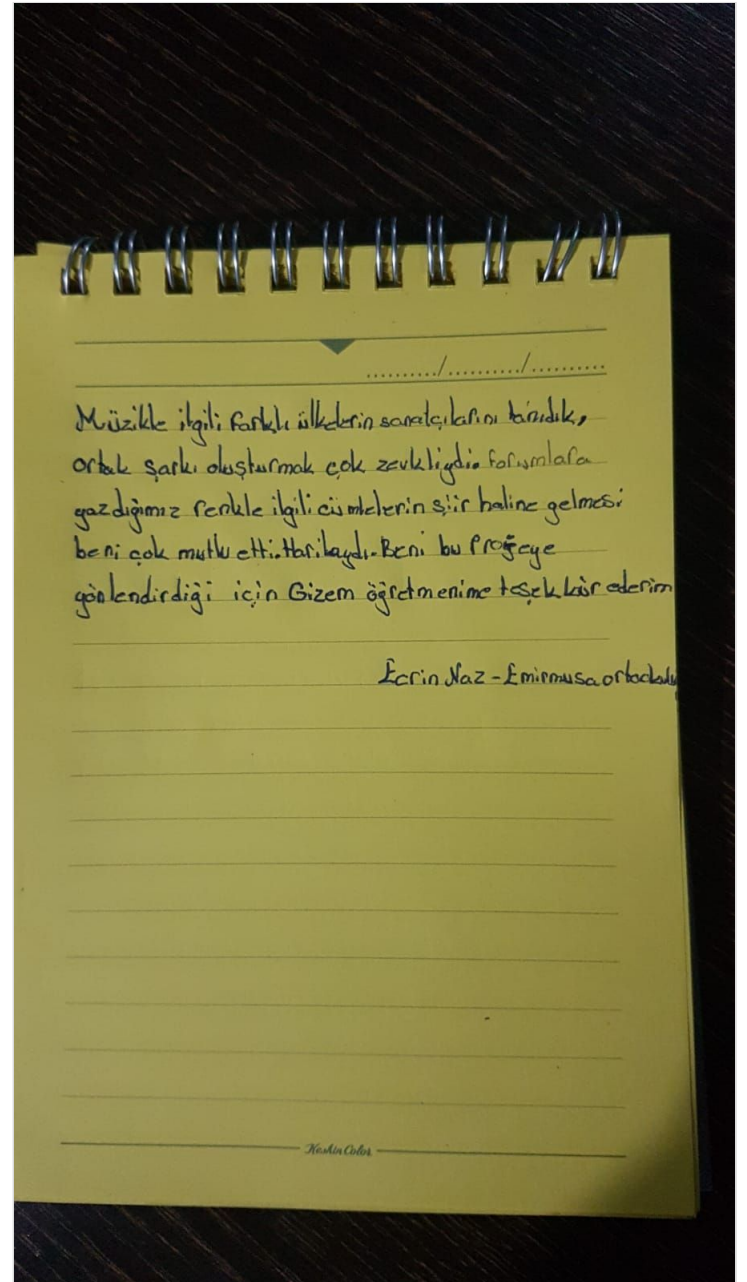 ........../........../..........
Müzikle ilgili farklı ülkelerin sanatçılarını tanıdık,
ortak şarkı oluşturmak çok zevkliydi. Forumlara
yazdığımız renkle ilgili cümlelerin şiir haline gelmesi
beni çok mutlu etti. Harikaydı. Beni bu Projeye
yönlendirdiği için Gizem öğretmenime teşekkür ederim
Ecrin Naz - Emirmusa ortaokulu
Keskin Color